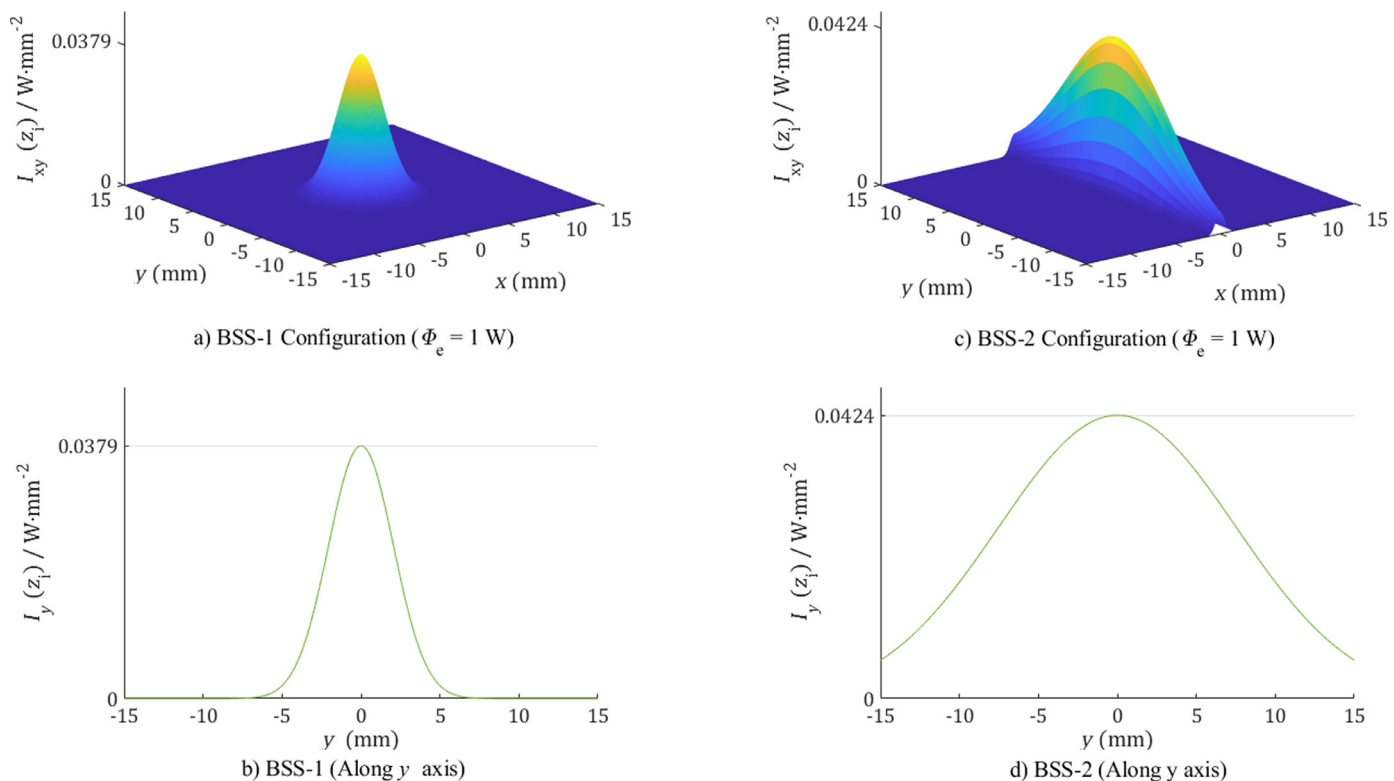 0.0379
I_xy (z_i) / W·mm⁻²
0
15
10
5
0
-5
-10
-15
y (mm)
-15
-10
-5
0
5
10
15
x (mm)
a) BSS-1 Configuration (Φ_e = 1 W)
0.0424
I_xy (z_i) / W·mm⁻²
0
15
10
5
0
-5
-10
-15
y (mm)
-15
-10
-5
0
5
10
15
x (mm)
c) BSS-2 Configuration (Φ_e = 1 W)
0.0379
I_y (z_i) / W·mm⁻²
0
-15 -10 -5 0 5 10 15
y (mm)
b) BSS-1 (Along y axis)
0.0424
I_y (z_i) / W·mm⁻²
0
-15 -10 -5 0 5 10 15
y (mm)
d) BSS-2 (Along y axis)